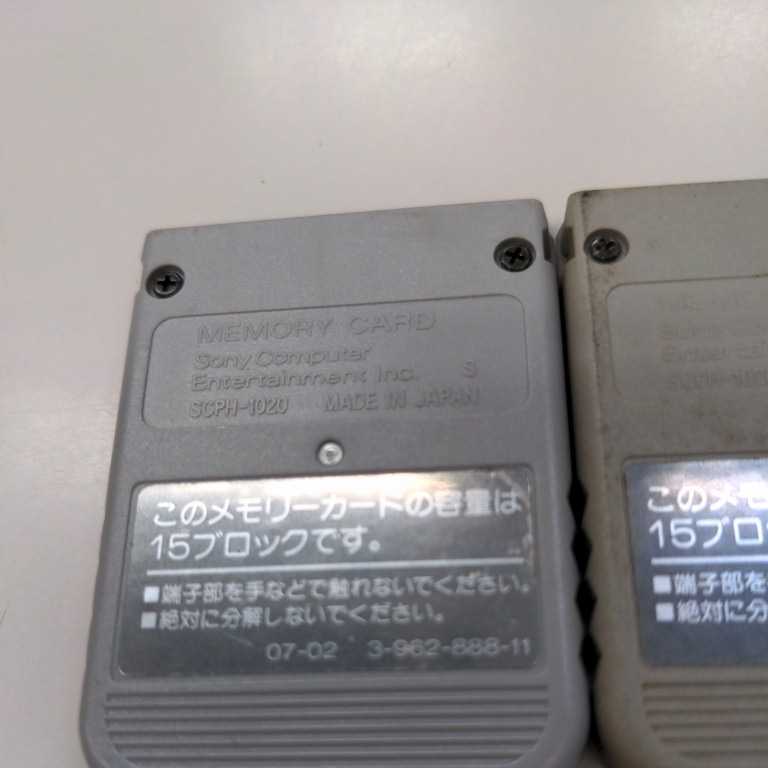 MEMORY CARD
Sony Computer
Entertainment Inc. S
SCPH-1020 MADE IN JAPAN
このメモリーカードの容量は
15ブロックです。
■端子部を手などで触れないでください。
■絶対に分解しないでください。
07-02 3-962-888-11
このメモ
15ブロ
■端子部を
■絶対に分